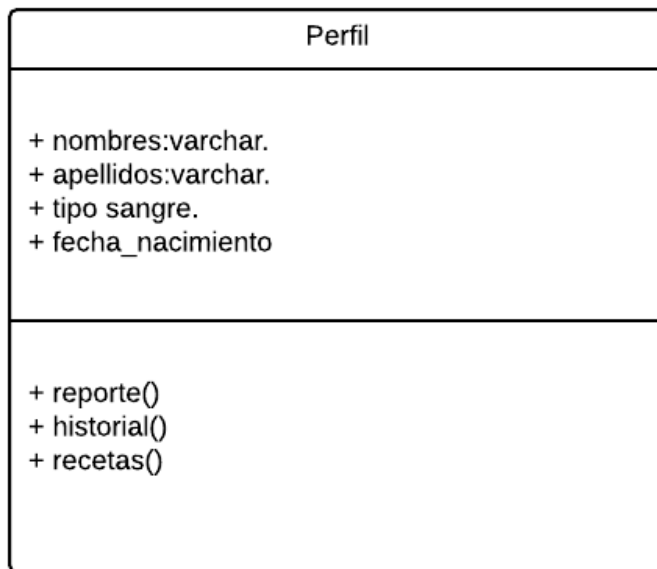 Perfil
+ nombres:varchar.
+ apellidos:varchar.
+ tipo sangre.
+ fecha_nacimiento
+ reporte()
+ historial()
+ recetas()